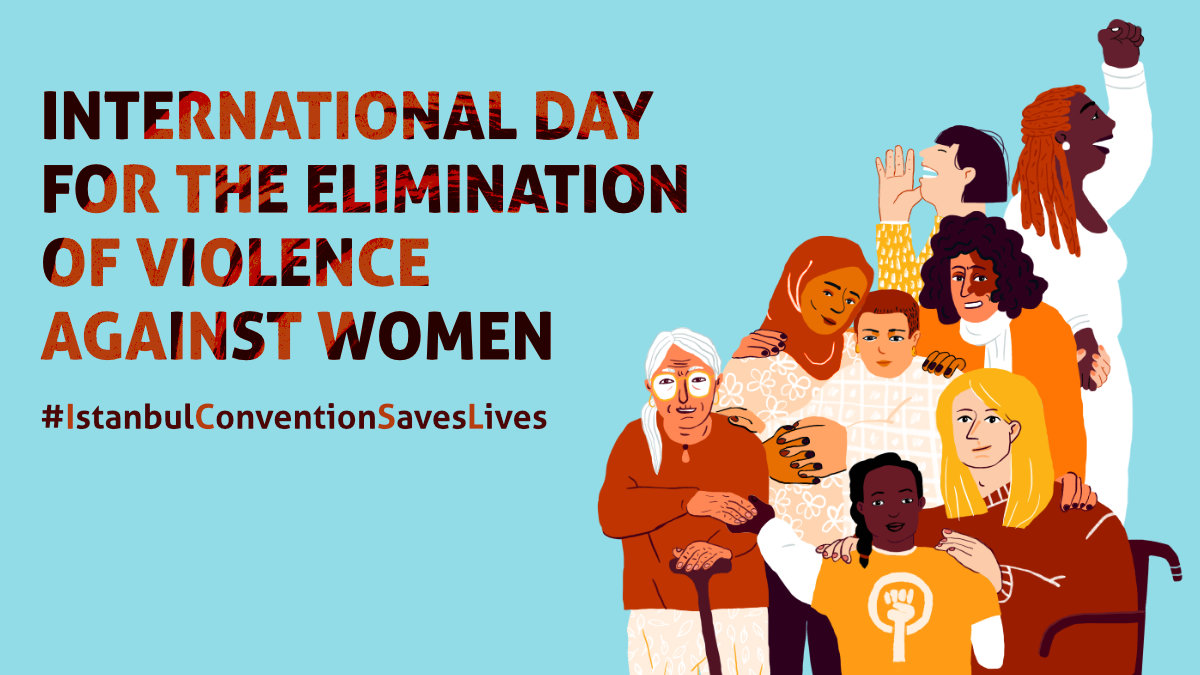 INTERNATIONAL DAY
FOR THE ELIMINATION
OF VIOLENCE
AGAINST WOMEN
#IstanbulConventionSavesLives